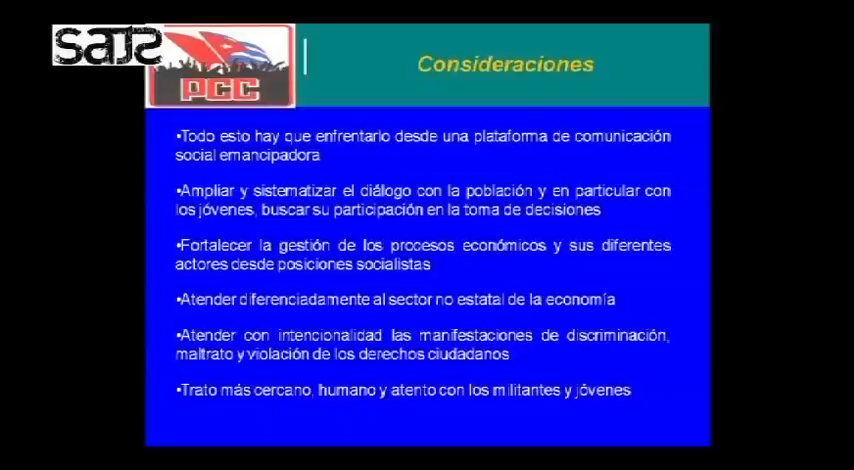 SATS
PCC
Consideraciones
•Todo esto hay que enfrentarlo desde una plataforma de comunicación
social emancipadora
•Ampliar y sistematizar el diálogo con la población y en particular con
los jóvenes, buscar su participación en la toma de decisiones
•Fortalecer la gestión de los procesos económicos y sus diferentes
actores desde posiciones socialistas
•Atender diferenciadamente al sector no estatal de la economía
•Atender con intencionalidad las manifestaciones de discriminación,
maltrato y violación de los derechos ciudadanos
•Trato más cercano, humano y atento con los militantes y jóvenes